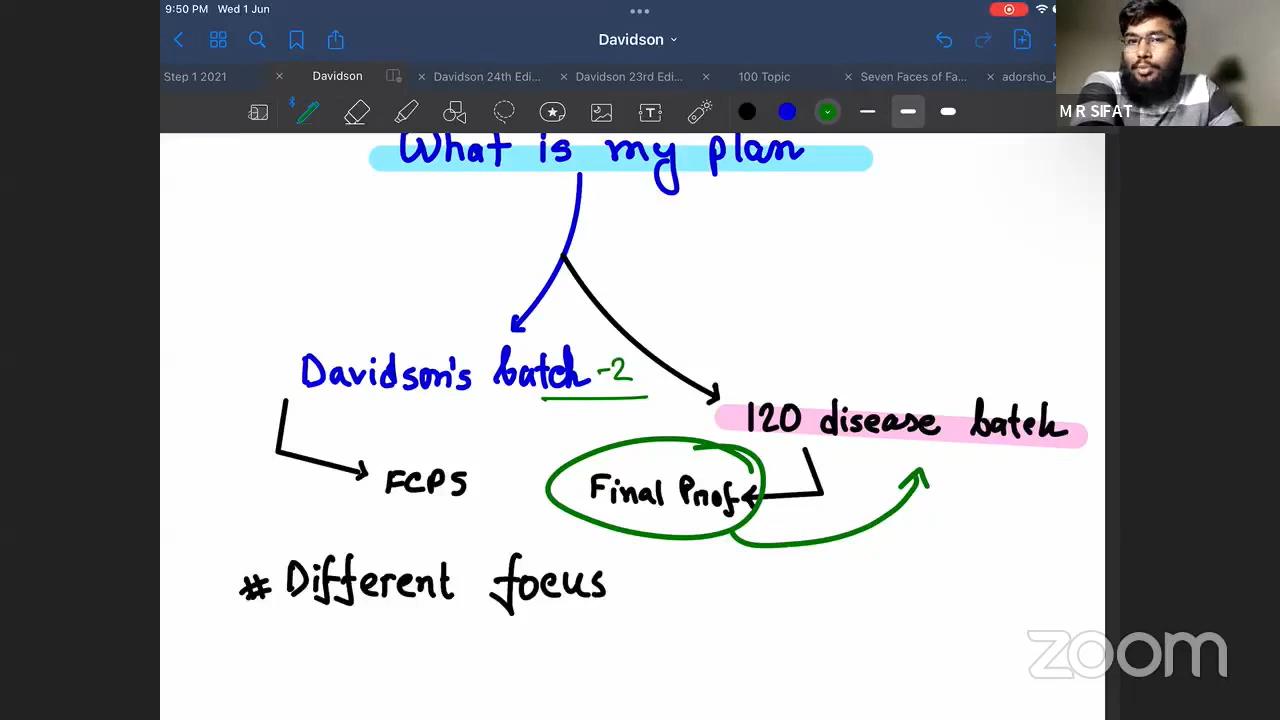 9:50 PM Wed 1 Jun
Davidson
Step 1 2021
Davidson
Davidson 24th Edi...
Davidson 23rd Edi...
100 Topic
Seven Faces of Fa...
adorsho_k
M R SIFAT
What is my plan
Davidson's batch -2
120 disease batch
FCPS
Final Prof
# Different focus
zoom